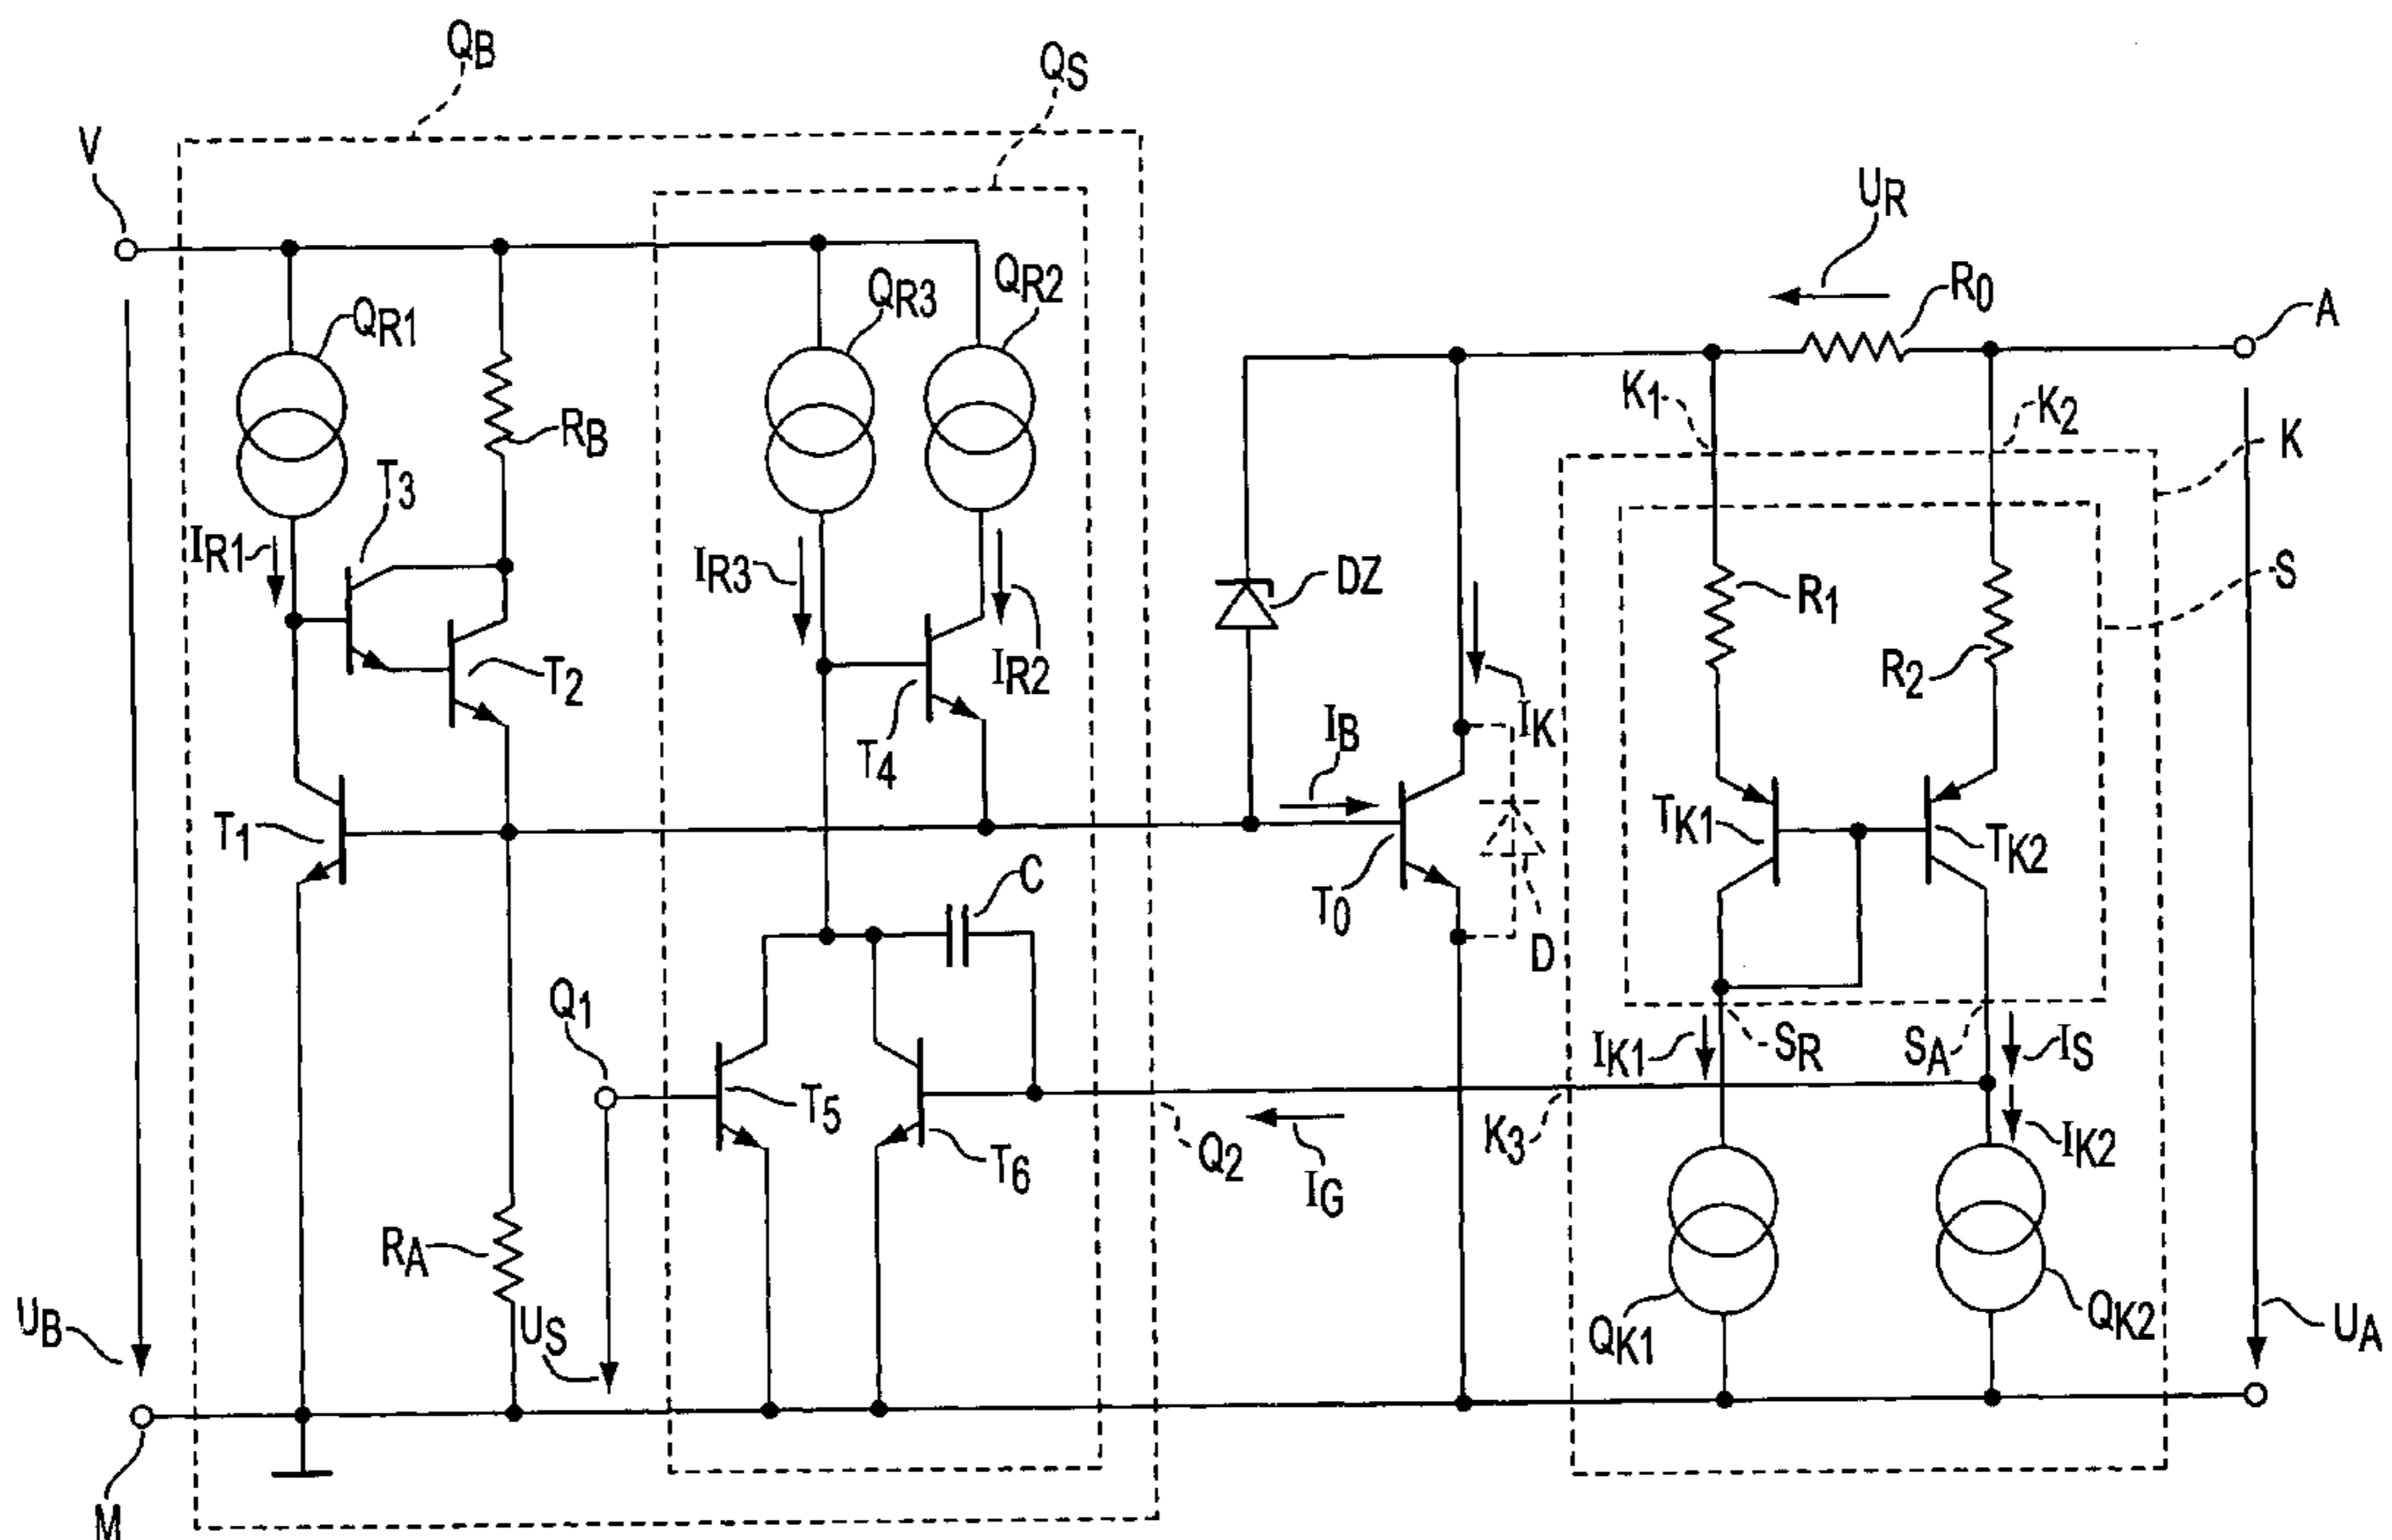 QB
QS
V
UR
R0
A
QR1
QR3
QR2
K1
K2
K
RB
T3
IR1
IR3
IR2
DZ
R1
S
T2
R2
T4
IB
IK
T1
TK1
TK2
C
T0
D
Q1
IK1
SR
SA
IS
T5
T6
K3
Q2
IG
IK2
RA
UB
US
QK1
QK2
UA
M